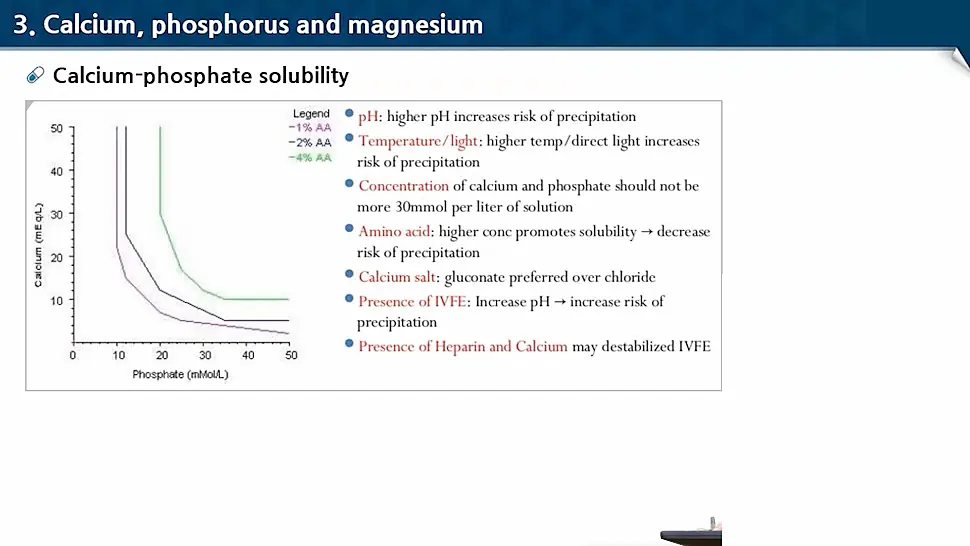 3. Calcium, phosphorus and magnesium
Calcium-phosphate solubility
Legend
-1% AA
-2% AA
-4% AA
50
40
30
20
10
Calcium (mEq/L)
0
10
20
30
40
50
Phosphate (mMol/L)
pH: higher pH increases risk of precipitation
Temperature/light: higher temp/direct light increases
risk of precipitation
Concentration of calcium and phosphate should not be
more 30mmol per liter of solution
Amino acid: higher conc promotes solubility → decrease
risk of precipitation
Calcium salt: gluconate preferred over chloride
Presence of IVFE: Increase pH → increase risk of
precipitation
Presence of Heparin and Calcium may destabilized IVFE